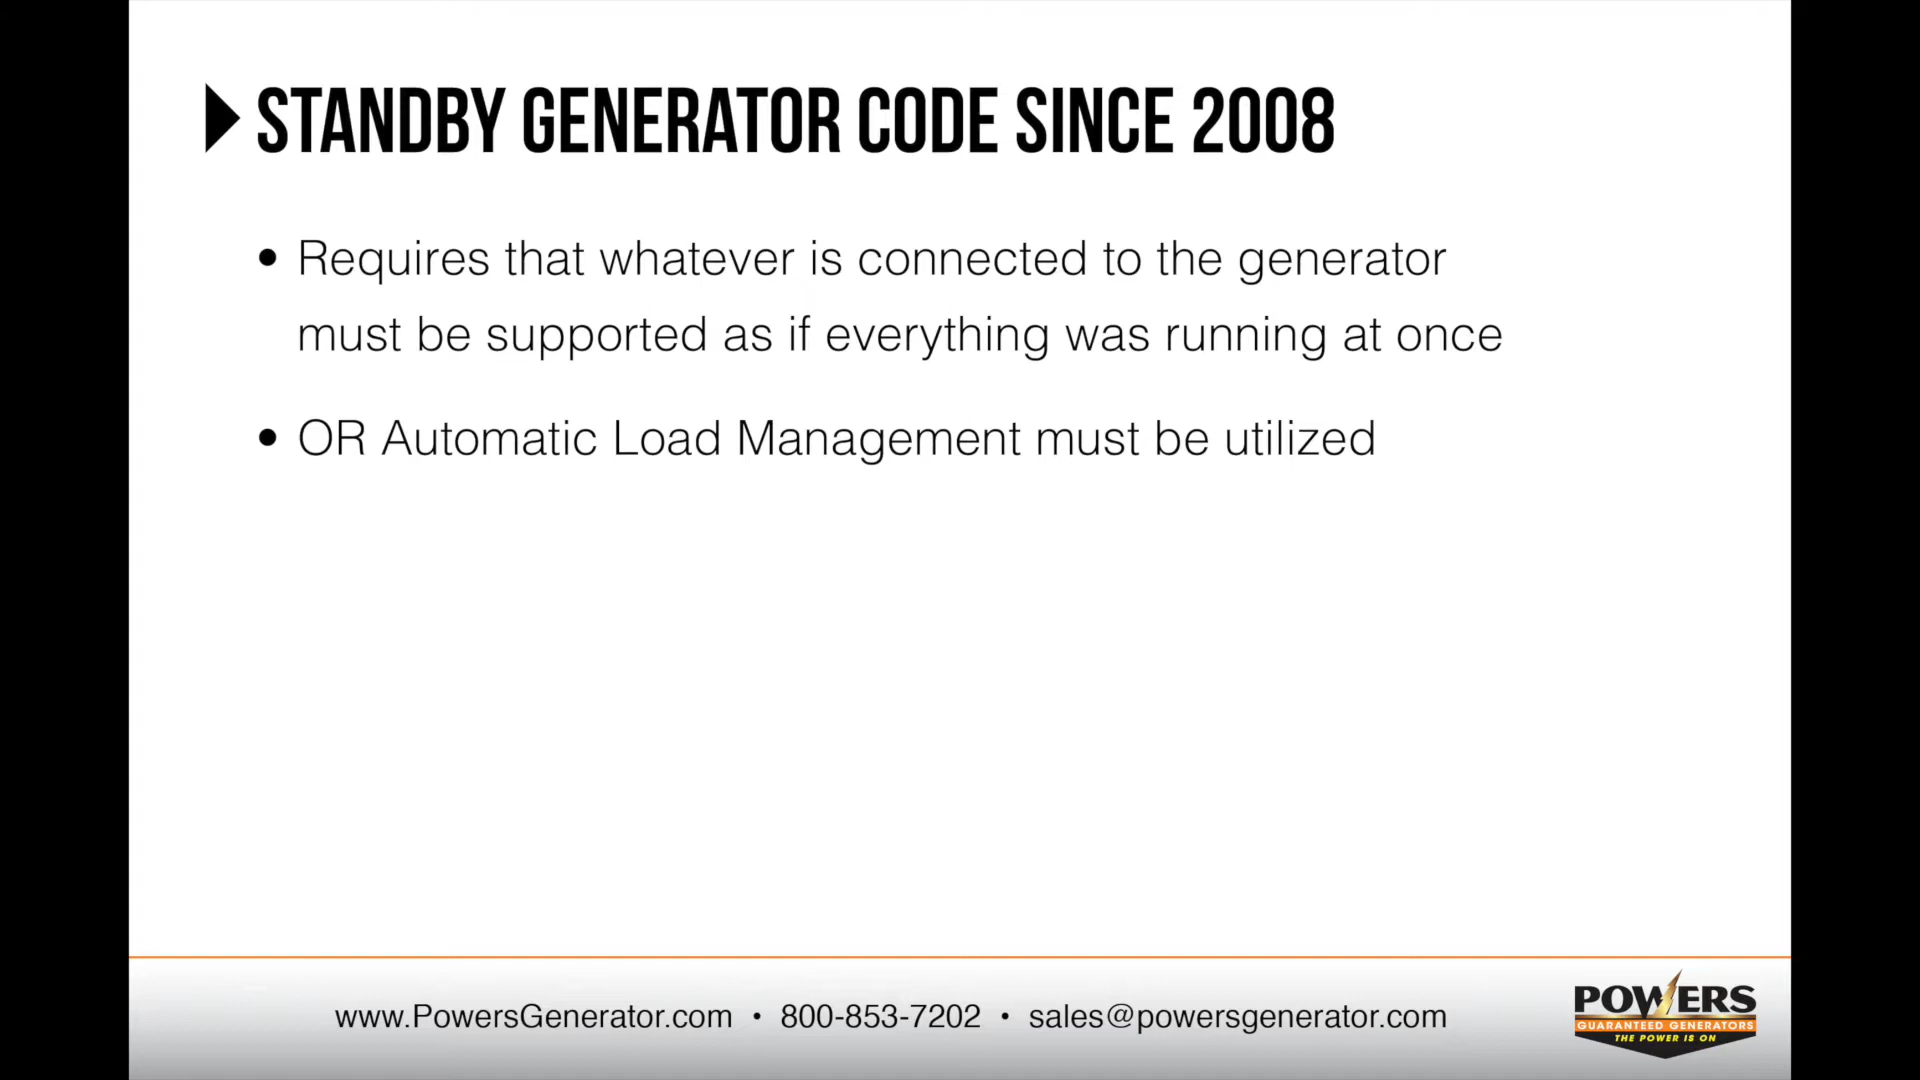 STANDBY GENERATOR CODE SINCE 2008
• Requires that whatever is connected to the generator
must be supported as if everything was running at once
• OR Automatic Load Management must be utilized
www.PowersGenerator.com • 800-853-7202 • sales@powersgenerator.com
POWERS
GUARANTEED GENERATORS
THE POWER IS ON